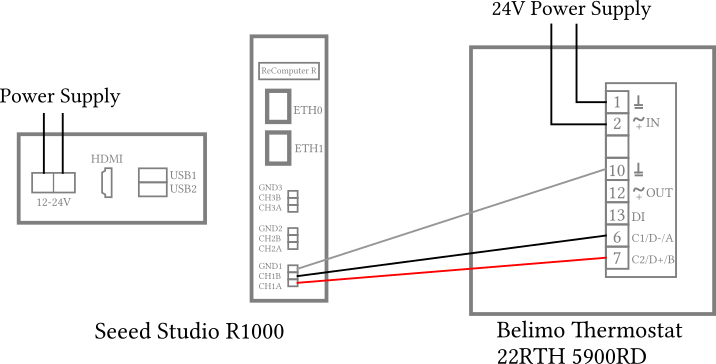 24V Power Supply
Power Supply
HDMI
USB1
USB2
12-24V
ReComputer R
ETH0
ETH1
GND3
CH3B
CH3A
GND2
CH2B
CH2A
GND1
CH1B
CH1A
1 ⏊
2 ~+ IN
10 ⏊
12 ~+ OUT
13 DI
6 C1/D-/A
7 C2/D+/B
Seeed Studio R1000
Belimo Thermostat
22RTH 5900RD